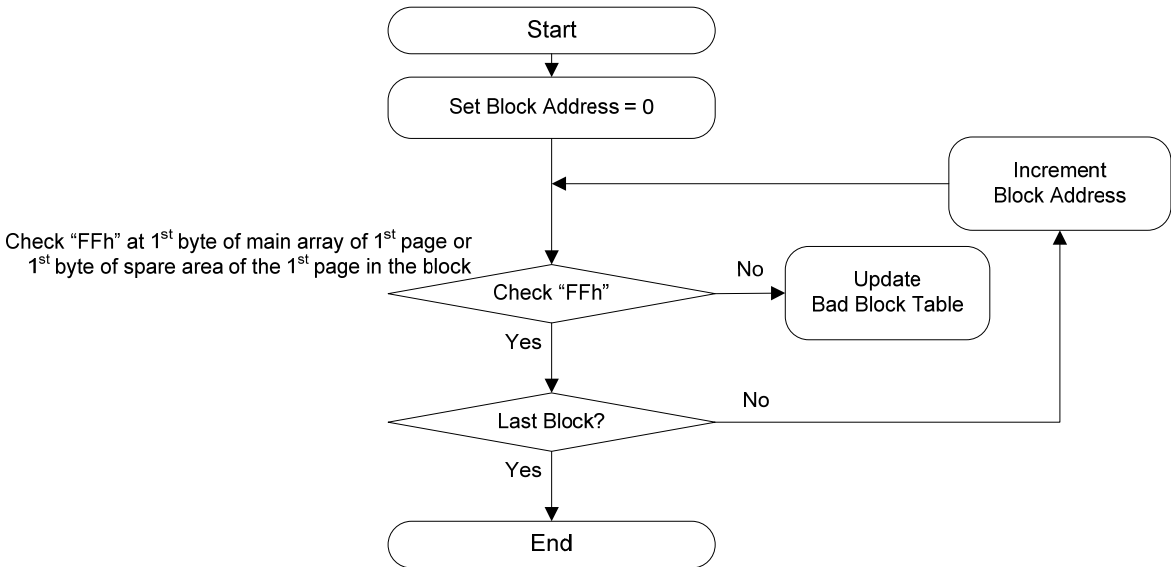 Start
Set Block Address = 0
Increment
Block Address
Check “FFh” at 1st byte of main array of 1st page or
1st byte of spare area of the 1st page in the block
Check “FFh”
No
Update
Bad Block Table
Yes
Last Block?
No
Yes
End